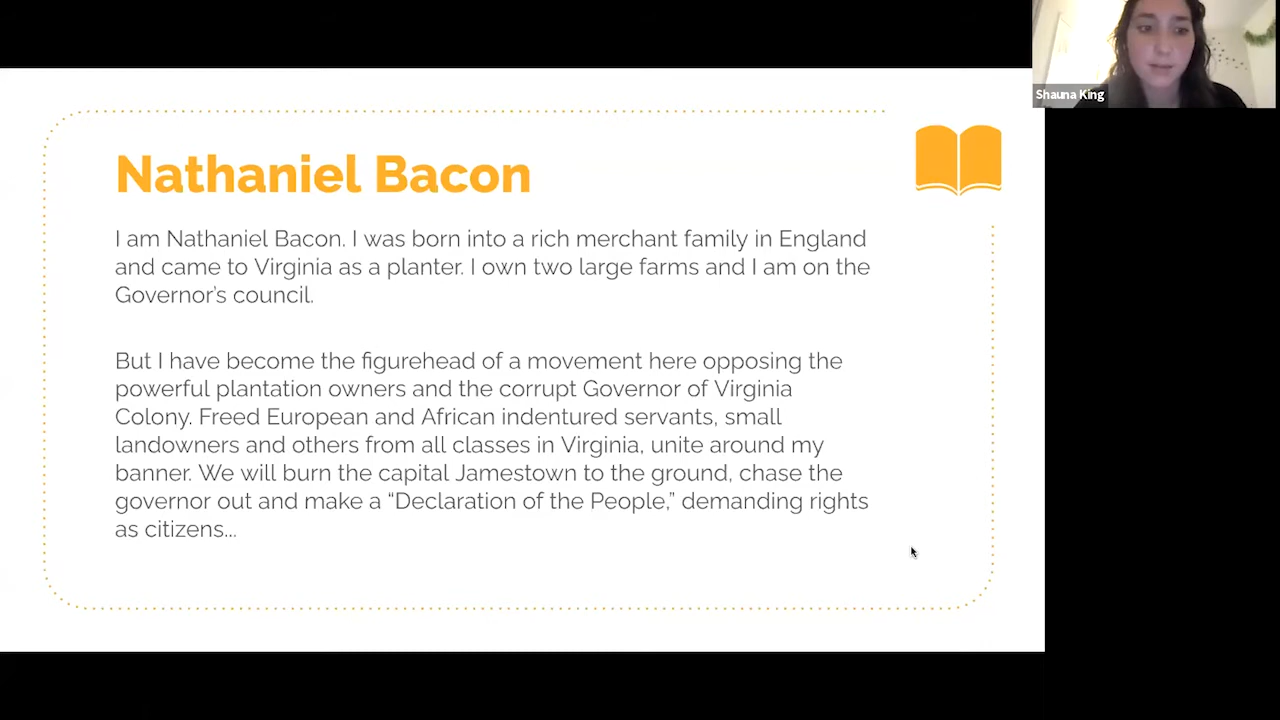 Shauna King
Nathaniel Bacon
I am Nathaniel Bacon. I was born into a rich merchant family in England
and came to Virginia as a planter. I own two large farms and I am on the
Governor's council.
But I have become the figurehead of a movement here opposing the
powerful plantation owners and the corrupt Governor of Virginia
Colony. Freed European and African indentured servants, small
landowners and others from all classes in Virginia, unite around my
banner. We will burn the capital Jamestown to the ground, chase the
governor out and make a “Declaration of the People,” demanding rights
as citizens...